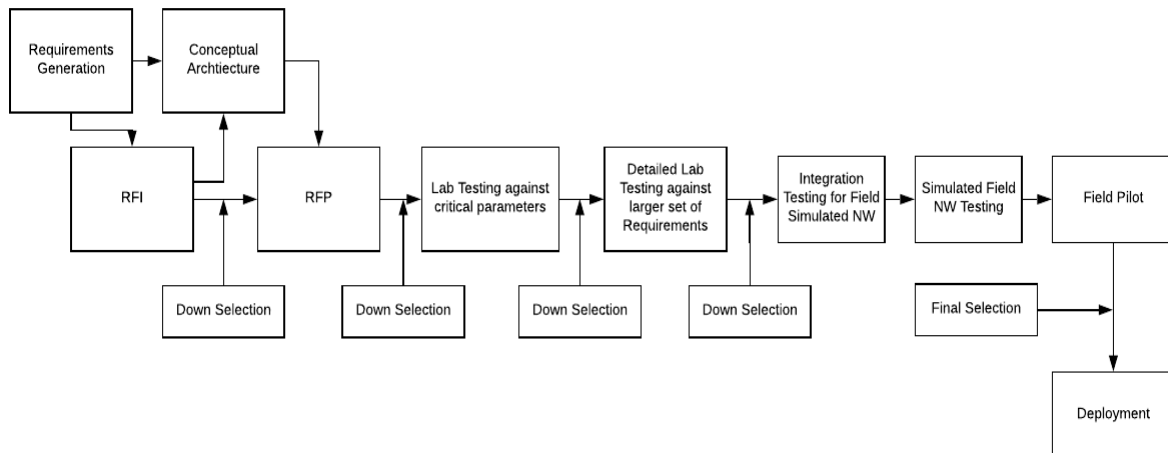 Requirements
Generation
Conceptual
Archtiecture
RFI
RFP
Lab Testing against
critical parameters
Detailed Lab
Testing against
larger set of
Requirements
Integration
Testing for Field
Simulated NW
Simulated Field
NW Testing
Field Pilot
Down Selection
Down Selection
Down Selection
Down Selection
Final Selection
Deployment